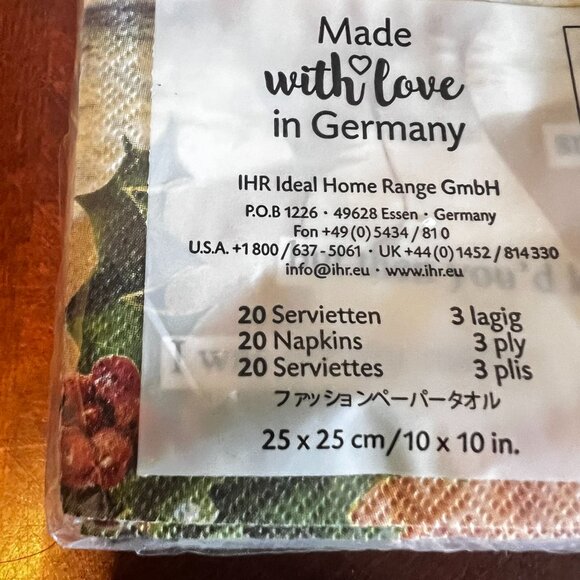 Made
with love
in Germany
IHR Ideal Home Range GmbH
P.O.B 1226 · 49628 Essen · Germany
Fon +49 (0) 5434 / 81 0
U.S.A. +1 800 / 637 - 5061 · UK +44 (0) 1452 / 814330
info@ihr.eu · www.ihr.eu
you'd
20 Servietten 3 lagig
I w
20 Napkins 3 ply
20 Serviettes 3 plis
ファッションペーパータオル
25 x 25 cm/10 x 10 in.